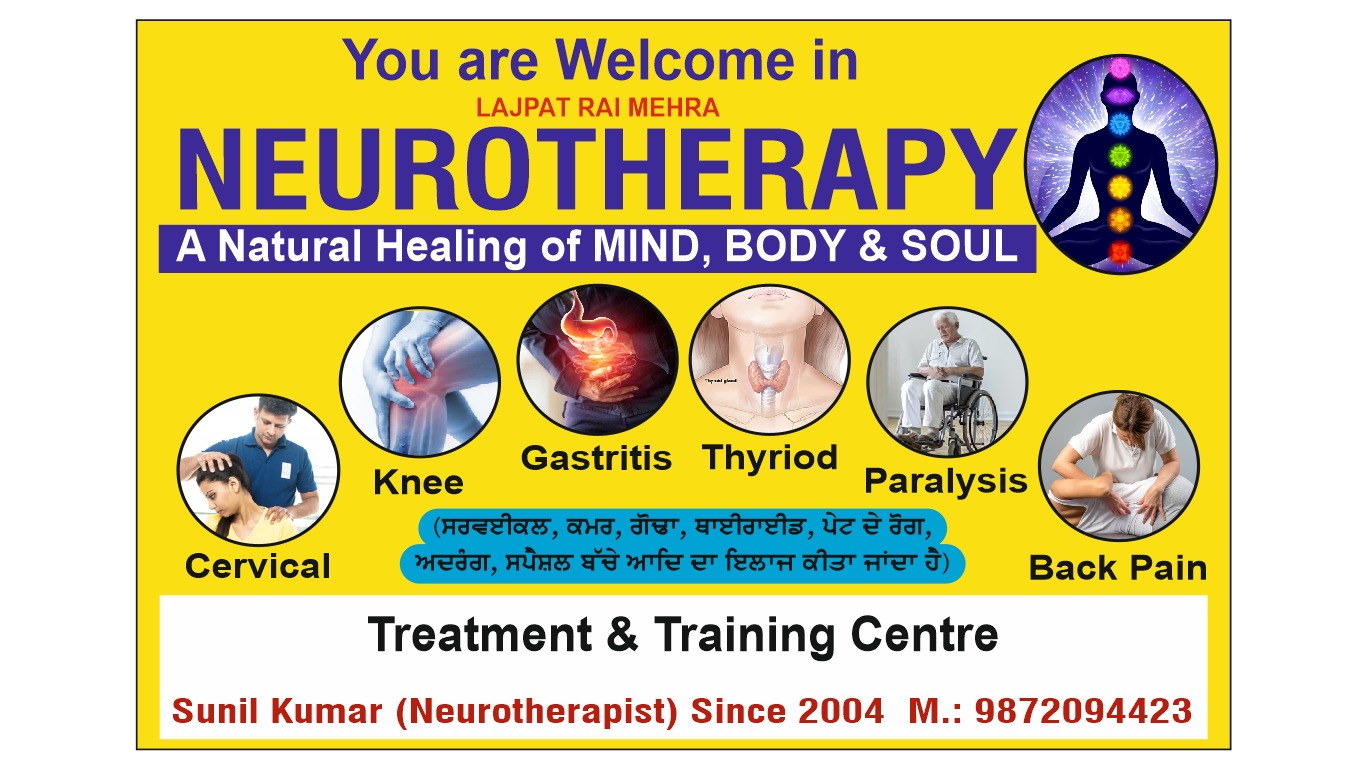 You are Welcome in
LAJPAT RAI MEHRA
NEUROTHERAPY
A Natural Healing of MIND, BODY & SOUL
Thyroid gland
Cervical
Knee
Gastritis
Thyriod
Paralysis
Back Pain
(ਸਰਵਈਕਲ, ਕਮਰ, ਗੋਢਾ, ਥਾਈਰਾਈਡ, ਪੇਟ ਦੇ ਰੋਗ,
ਅਦਰੰਗ, ਸਪੈਸ਼ਲ ਬੱਚੇ ਆਦਿ ਦਾ ਇਲਾਜ ਕੀਤਾ ਜਾਂਦਾ ਹੈ)
Treatment & Training Centre
Sunil Kumar (Neurotherapist) Since 2004 M.: 9872094423